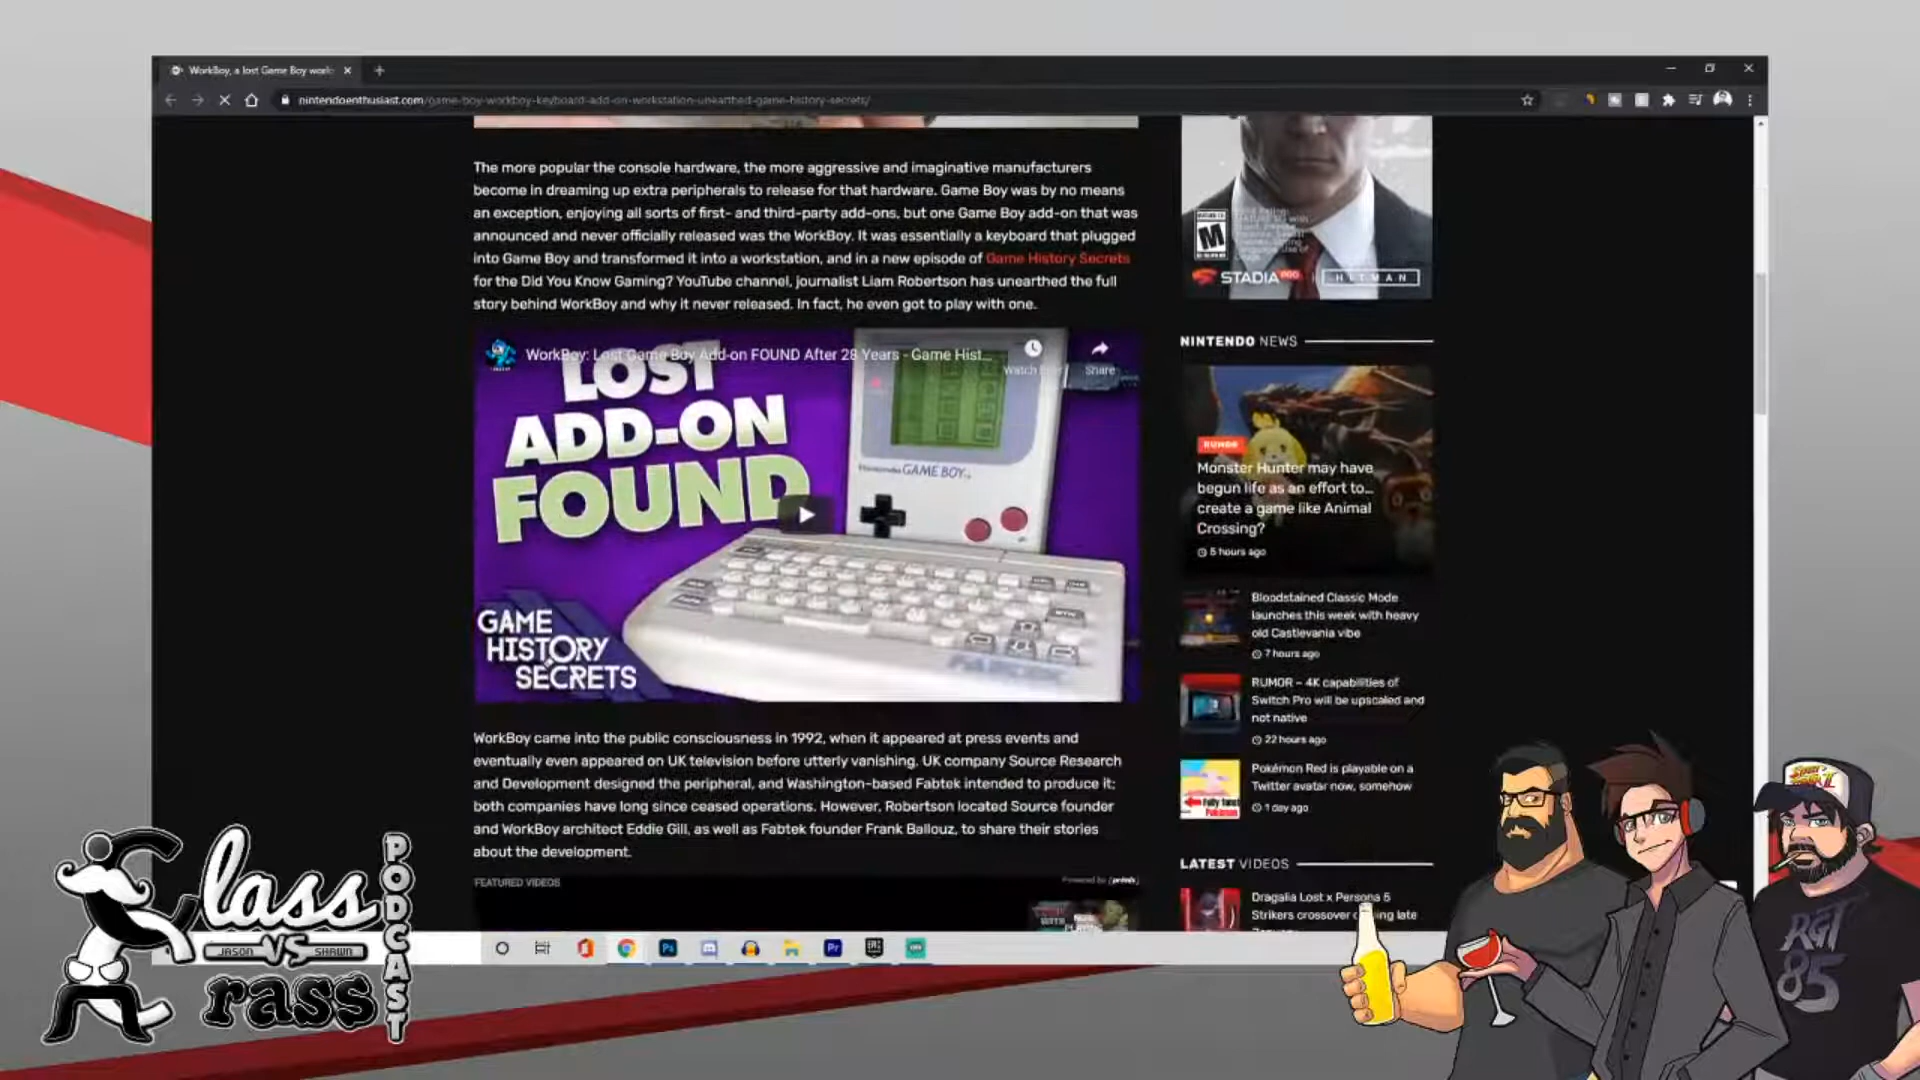 WorkBoy, a lost Game Boy work
nintendoenthusiast.com/game-boy-workboy-keyboard-add-on-workstation-unearthed-game-history-secrets/
The more popular the console hardware, the more aggressive and imaginative manufacturers
become in dreaming up extra peripherals to release for that hardware. Game Boy was by no means
an exception, enjoying all sorts of first- and third-party add-ons, but one Game Boy add-on that was
announced and never officially released was the WorkBoy. It was essentially a keyboard that plugged
into Game Boy and transformed it into a workstation, and in a new episode of Game History Secrets
for the Did You Know Gaming? YouTube channel, journalist Liam Robertson has unearthed the full
story behind WorkBoy and why it never released. In fact, he even got to play with one.
WorkBoy: Lost Game Boy Add-on FOUND After 28 Years - Game Hist...
Watch
Share
LOST
ADD-ON
FOUND
Nintendo GAME BOY
GAME
HISTORY
SECRETS
WorkBoy came into the public consciousness in 1992, when it appeared at press events and
eventually even appeared on UK television before utterly vanishing. UK company Source Research
and Development designed the peripheral, and Washington-based Fabtek intended to produce it;
both companies have long since ceased operations. However, Robertson located Source founder
and WorkBoy architect Eddie Gill, as well as Fabtek founder Frank Ballouz, to share their stories
about the development.
FEATURED VIDEOS
Powered by [primis]
M
STADIA PRO
HITMAN
NINTENDO NEWS
RUMOR
Monster Hunter may have
begun life as an effort to...
create a game like Animal
Crossing?
5 hours ago
Bloodstained Classic Mode
launches this week with heavy
old Castlevania vibe
7 hours ago
RUMOR – 4K capabilities of
Switch Pro will be upscaled and
not native
22 hours ago
Pokémon Red is playable on a
Twitter avatar now, somehow
1 day ago
LATEST VIDEOS
Dragalia Lost x Persona 5
Strikers crossover coming late
Ps
Pr
EPIC
Class
JASON VS SHAWN
Crass
PODCAST
RGT
85